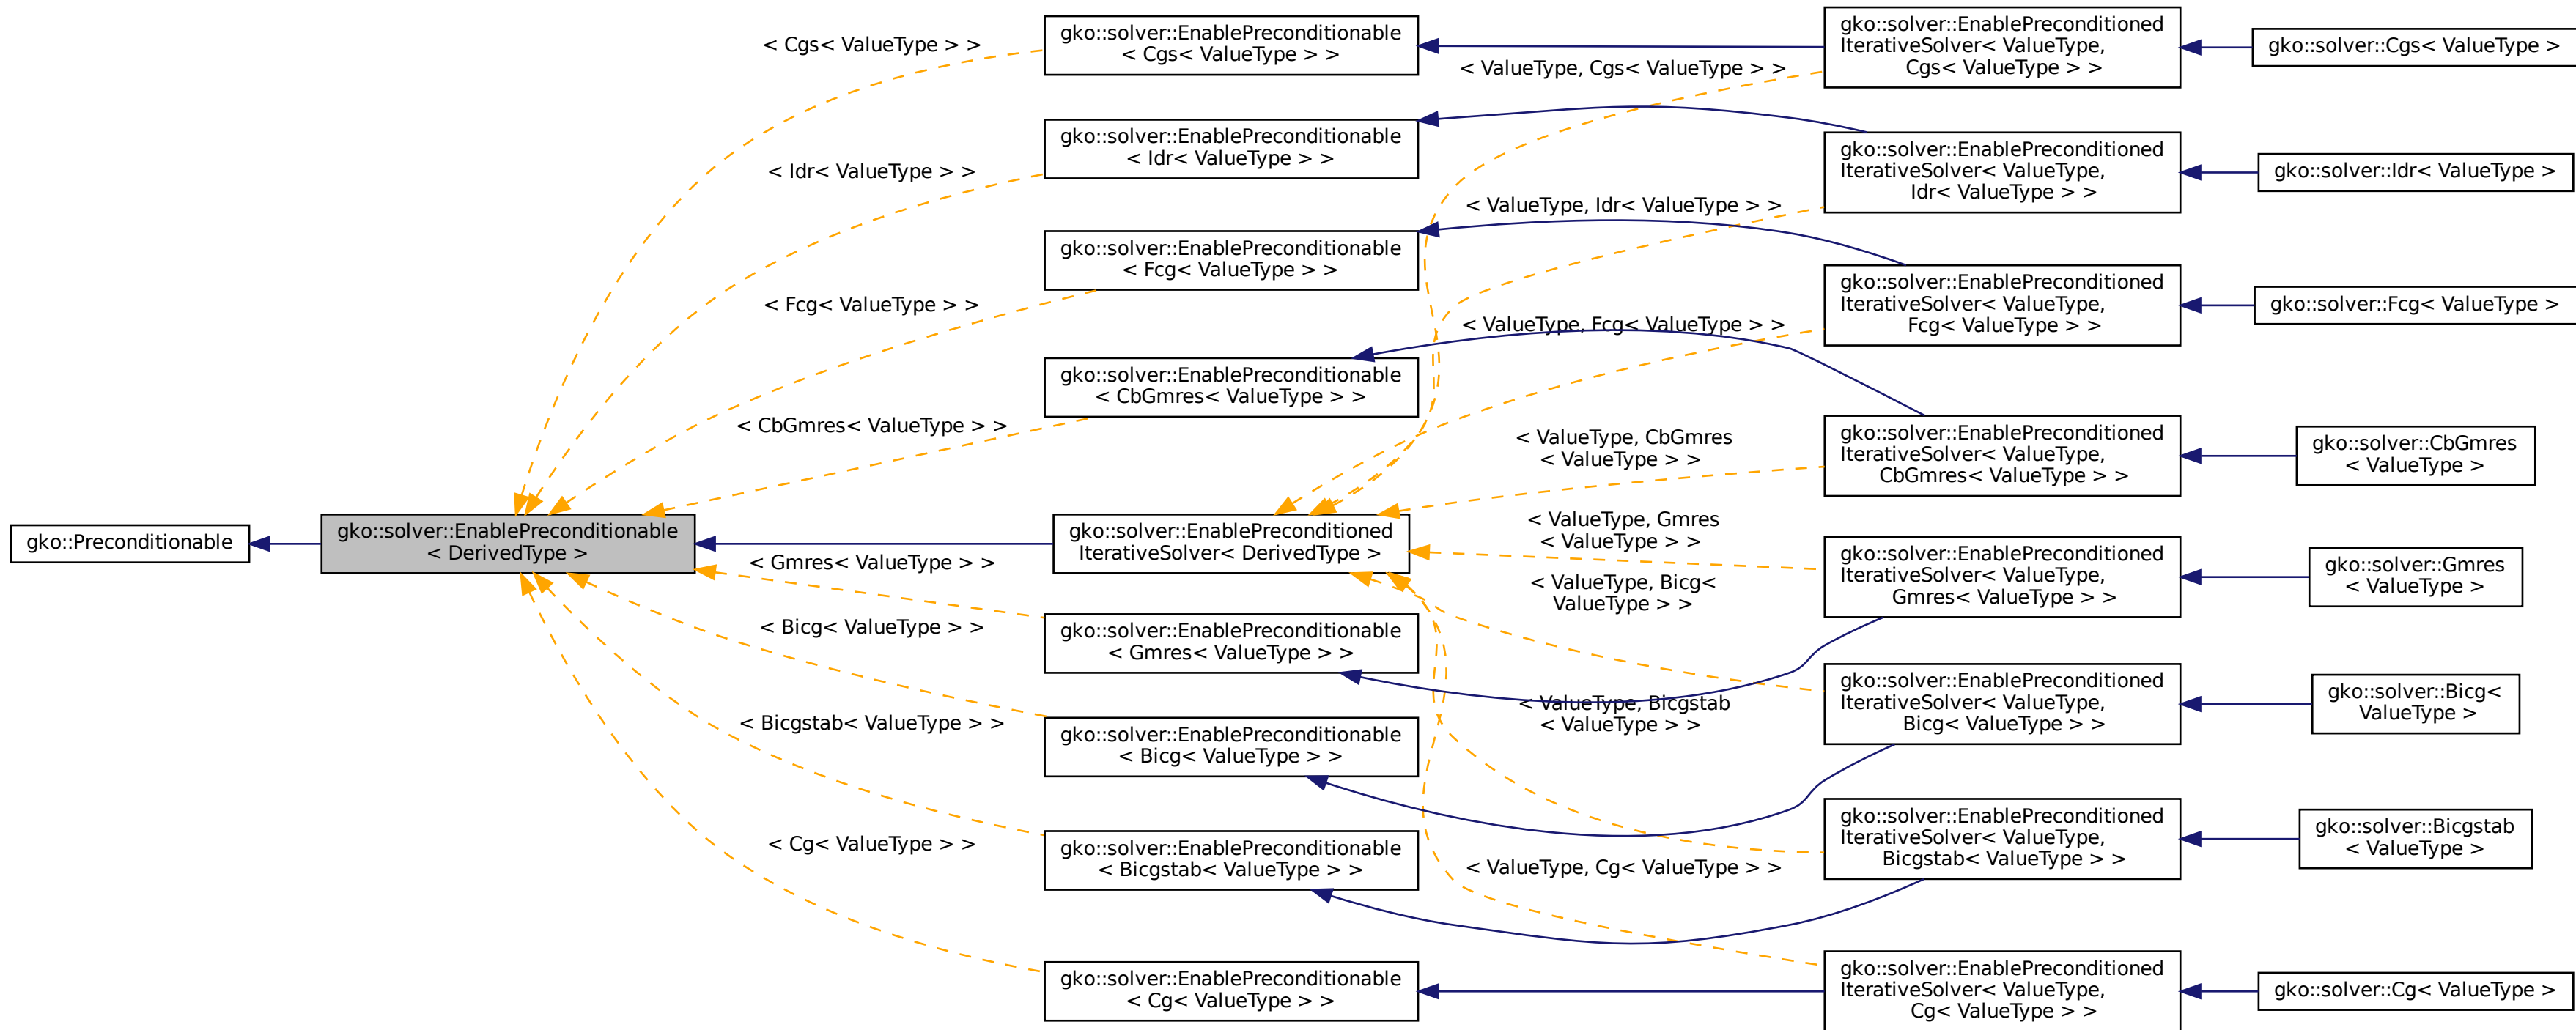 gko::Preconditionable
gko::solver::EnablePreconditionable
< DerivedType >
< Cgs< ValueType > >
< Idr< ValueType > >
< Fcg< ValueType > >
< CbGmres< ValueType > >
< Gmres< ValueType > >
< Bicg< ValueType > >
< Bicgstab< ValueType > >
< Cg< ValueType > >
gko::solver::EnablePreconditionable
< Cgs< ValueType > >
gko::solver::EnablePreconditionable
< Idr< ValueType > >
gko::solver::EnablePreconditionable
< Fcg< ValueType > >
gko::solver::EnablePreconditionable
< CbGmres< ValueType > >
gko::solver::EnablePreconditioned
IterativeSolver< DerivedType >
gko::solver::EnablePreconditionable
< Gmres< ValueType > >
gko::solver::EnablePreconditionable
< Bicg< ValueType > >
gko::solver::EnablePreconditionable
< Bicgstab< ValueType > >
gko::solver::EnablePreconditionable
< Cg< ValueType > >
< ValueType, Cgs< ValueType > >
< ValueType, Idr< ValueType > >
< ValueType, Fcg< ValueType > >
< ValueType, CbGmres
< ValueType > >
< ValueType, Gmres
< ValueType > >
< ValueType, Bicg<
ValueType > >
< ValueType, Bicgstab
< ValueType > >
< ValueType, Cg< ValueType > >
gko::solver::EnablePreconditioned
IterativeSolver< ValueType,
Cgs< ValueType > >
gko::solver::EnablePreconditioned
IterativeSolver< ValueType,
Idr< ValueType > >
gko::solver::EnablePreconditioned
IterativeSolver< ValueType,
Fcg< ValueType > >
gko::solver::EnablePreconditioned
IterativeSolver< ValueType,
CbGmres< ValueType > >
gko::solver::EnablePreconditioned
IterativeSolver< ValueType,
Gmres< ValueType > >
gko::solver::EnablePreconditioned
IterativeSolver< ValueType,
Bicg< ValueType > >
gko::solver::EnablePreconditioned
IterativeSolver< ValueType,
Bicgstab< ValueType > >
gko::solver::EnablePreconditioned
IterativeSolver< ValueType,
Cg< ValueType > >
gko::solver::Cgs< ValueType >
gko::solver::Idr< ValueType >
gko::solver::Fcg< ValueType >
gko::solver::CbGmres
< ValueType >
gko::solver::Gmres
< ValueType >
gko::solver::Bicg<
ValueType >
gko::solver::Bicgstab
< ValueType >
gko::solver::Cg< ValueType >